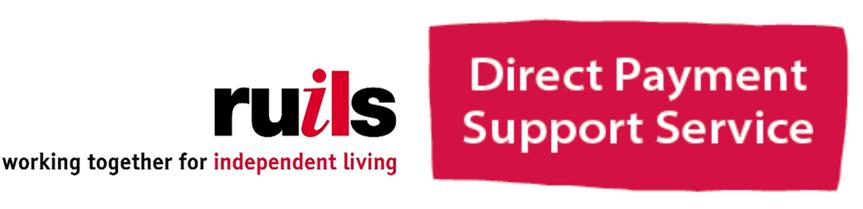 ruils
working together for independent living
Direct Payment
Support Service